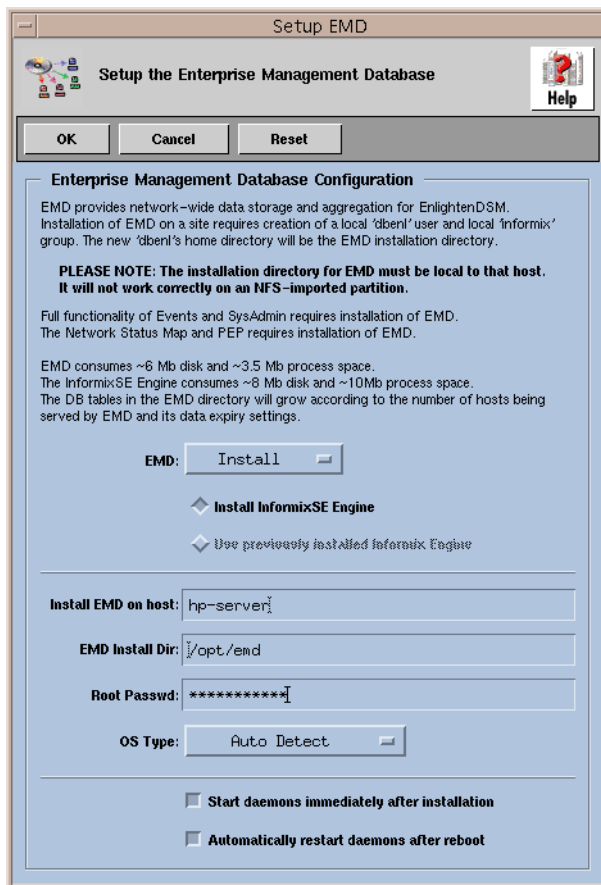 Setup EMD
Setup the Enterprise Management Database
Help
OK
Cancel
Reset
Enterprise Management Database Configuration
EMD provides network-wide data storage and aggregation for EnlightenDSM.
Installation of EMD on a site requires creation of a local 'dbenl' user and local 'informix'
group. The new 'dbenl's home directory will be the EMD installation directory.
PLEASE NOTE: The installation directory for EMD must be local to that host.
It will not work correctly on an NFS-imported partition.
Full functionality of Events and SysAdmin requires installation of EMD.
The Network Status Map and PEP requires installation of EMD.
EMD consumes ~6 Mb disk and ~3.5 Mb process space.
The InformixSE Engine consumes ~8 Mb disk and ~10Mb process space.
The DB tables in the EMD directory will grow according to the number of hosts being
served by EMD and its data expiry settings.
EMD: Install
Install InformixSE Engine
Use previously installed Informix Engine
Install EMD on host: hp-server
EMD Install Dir: /opt/emd
Root Passwd: ***********
OS Type: Auto Detect
Start daemons immediately after installation
Automatically restart daemons after reboot